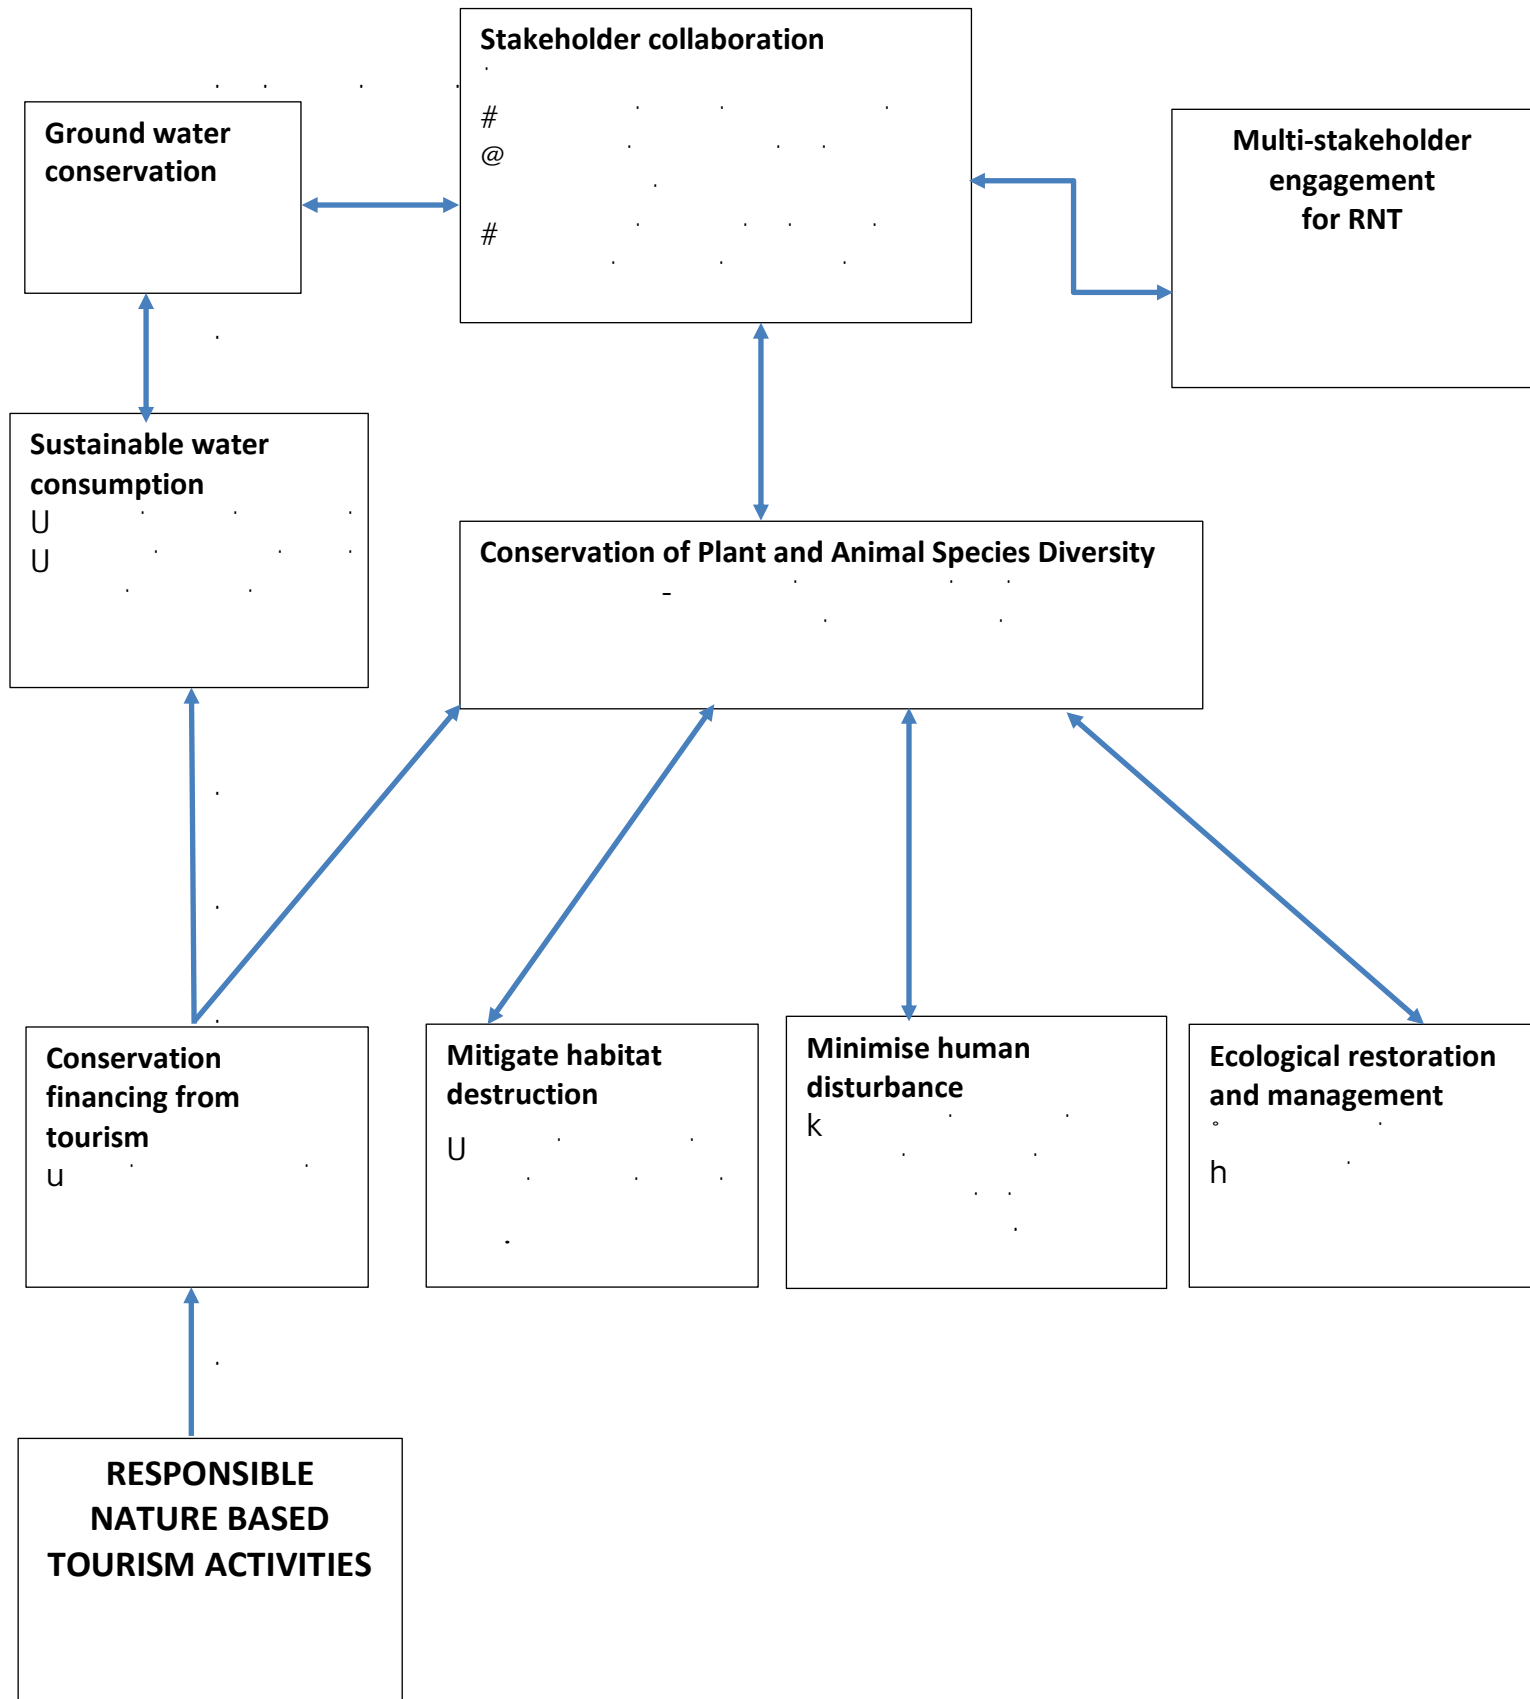 Stakeholder collaboration
#
@
#
Ground water
conservation
Multi-stakeholder
engagement
for RNT
Sustainable water
consumption
U
U
Conservation of Plant and Animal Species Diversity
-
Conservation
financing from
tourism
u
Mitigate habitat
destruction
U
.
Minimise human
disturbance
k
Ecological restoration
and management
°
h
RESPONSIBLE
NATURE BASED
TOURISM ACTIVITIES